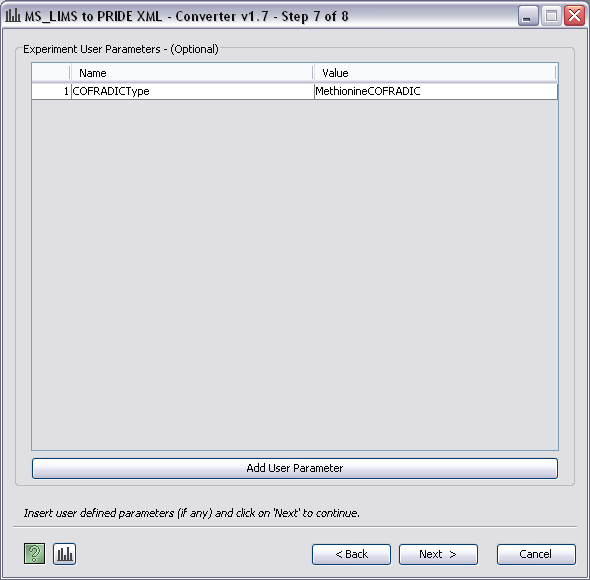 MS_LIMS to PRIDE XML - Converter v1.7 - Step 7 of 8
Experiment User Parameters - (Optional)
Name Value
1 COFRADICType MethionineCOFRADIC
Add User Parameter
Insert user defined parameters (if any) and click on 'Next' to continue.
? < Back Next > Cancel